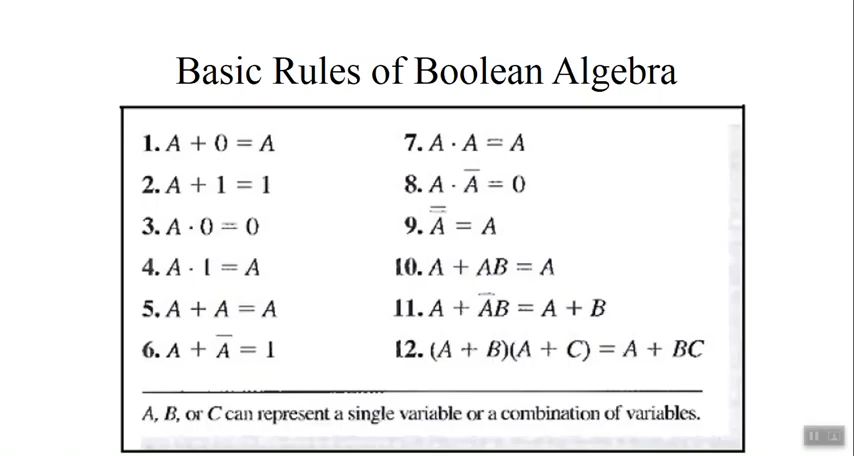 Basic Rules of Boolean Algebra
1. A + 0 = A
2. A + 1 = 1
3. A · 0 = 0
4. A · 1 = A
5. A + A = A
6. A + A̅ = 1
7. A · A = A
8. A · A̅ = 0
9. A̿ = A
10. A + AB = A
11. A + A̅B = A + B
12. (A + B)(A + C) = A + BC
A, B, or C can represent a single variable or a combination of variables.